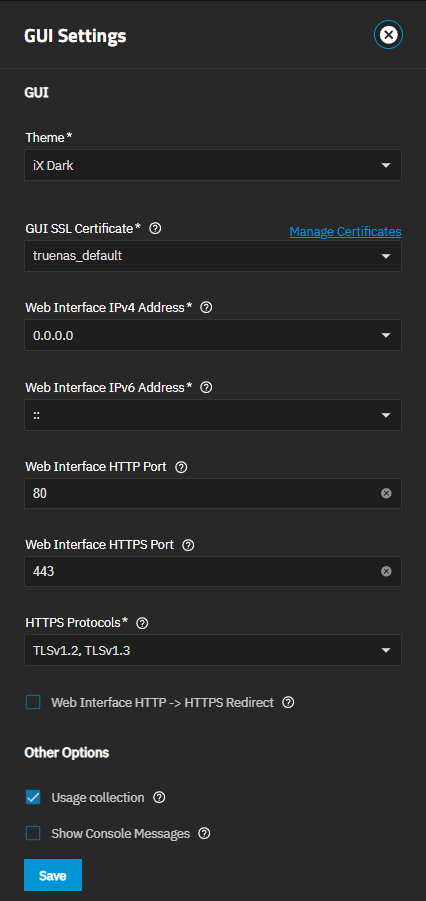 GUI Settings
GUI
Theme*
iX Dark
GUI SSL Certificate* Manage Certificates
truenas_default
Web Interface IPv4 Address*
0.0.0.0
Web Interface IPv6 Address*
::
Web Interface HTTP Port
80
Web Interface HTTPS Port
443
HTTPS Protocols*
TLSv1.2, TLSv1.3
Web Interface HTTP -> HTTPS Redirect
Other Options
Usage collection
Show Console Messages
Save